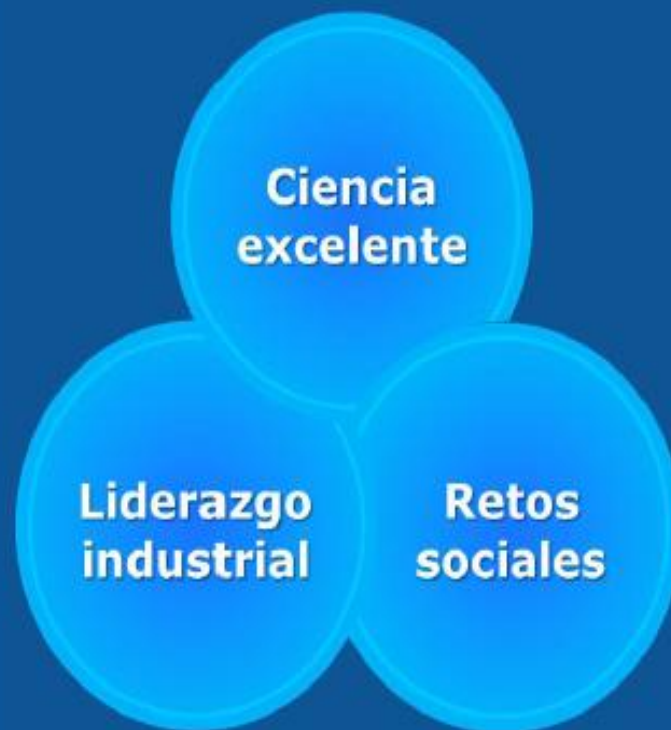 Ciencia
excelente
Liderazgo
industrial
Retos
sociales